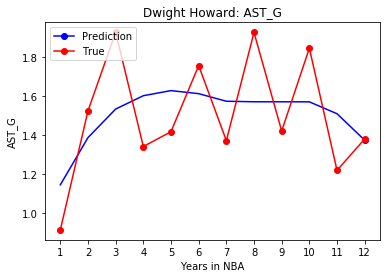 Dwight Howard: AST_G
Prediction
True
AST_G
1.8
1.6
1.4
1.2
1.0
1 2 3 4 5 6 7 8 9 10 11 12
Years in NBA